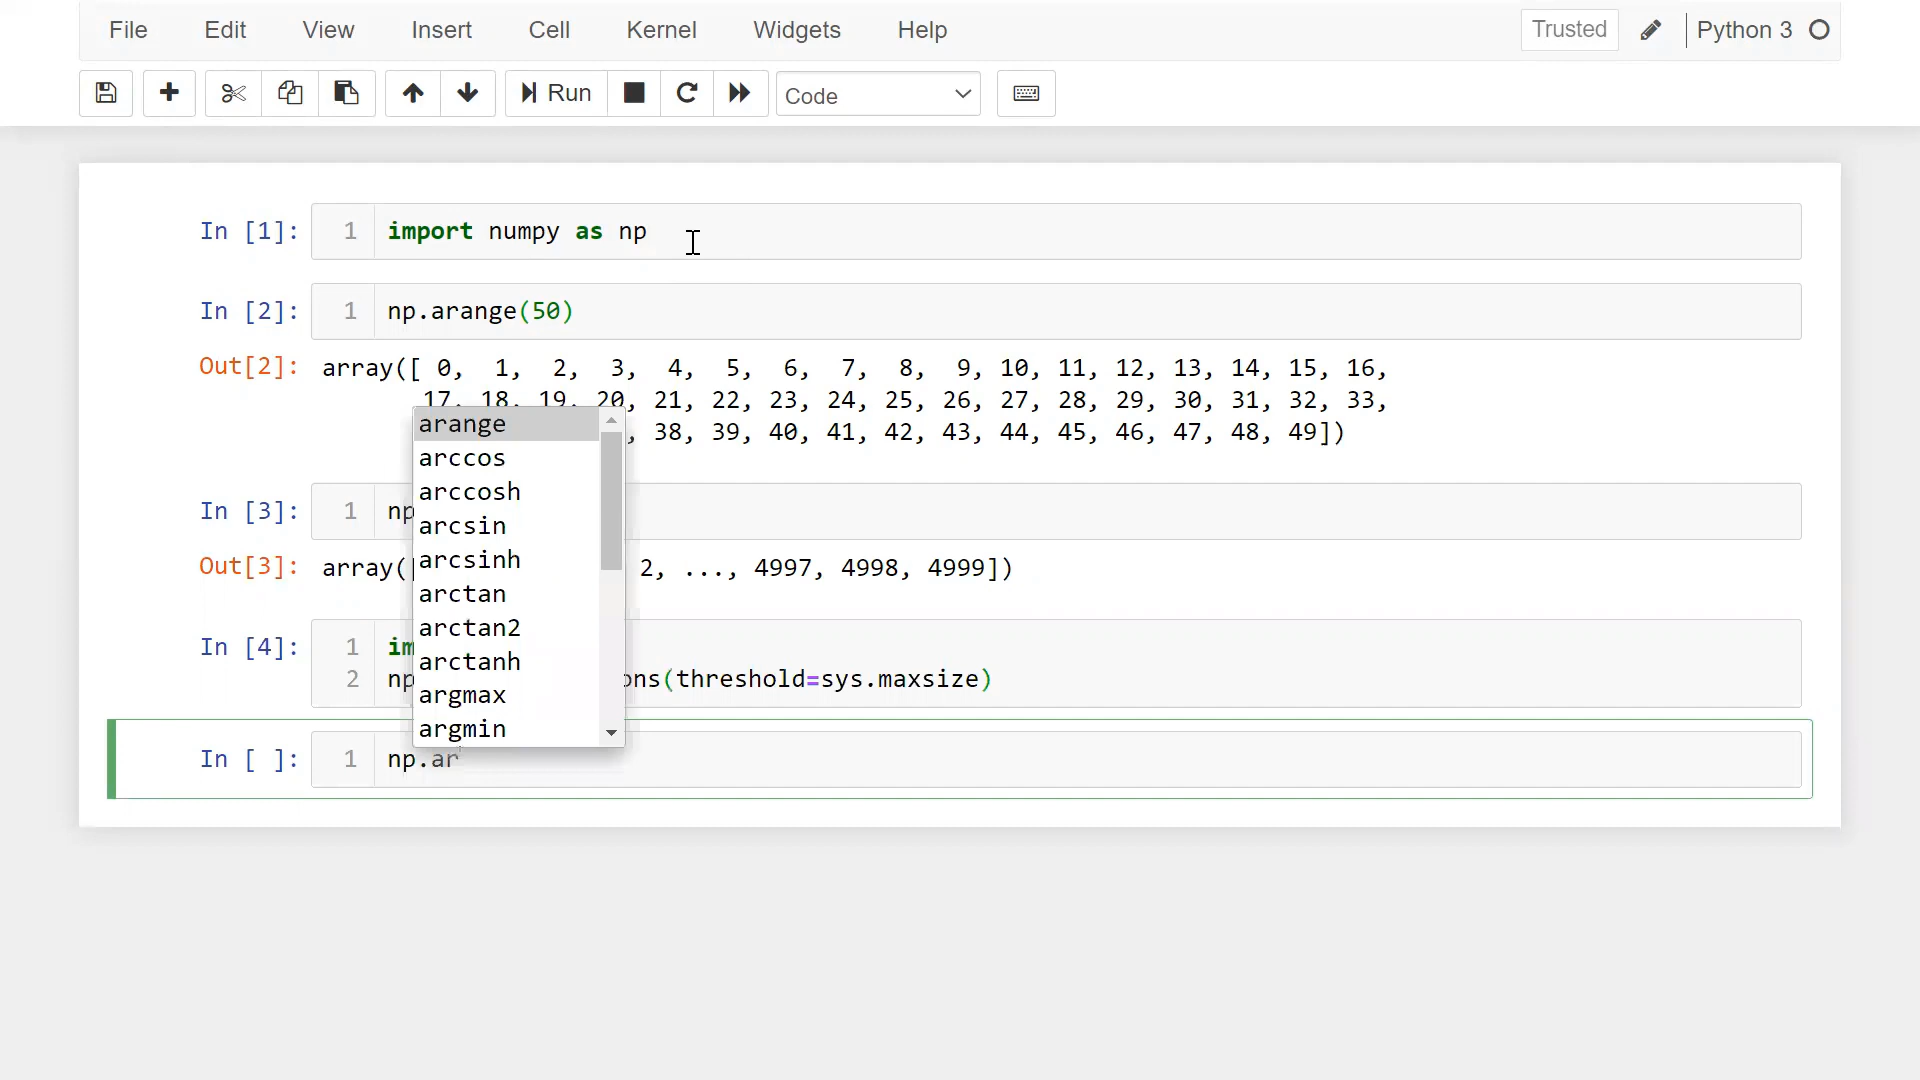 File Edit View Insert Cell Kernel Widgets Help Trusted Python 3
Run Code
In [1]: 1 import numpy as np
In [2]: 1 np.arange(50)
Out[2]: array([ 0, 1, 2, 3, 4, 5, 6, 7, 8, 9, 10, 11, 12, 13, 14, 15, 16,
17, 18, 19, 20, 21, 22, 23, 24, 25, 26, 27, 28, 29, 30, 31, 32, 33,
, 38, 39, 40, 41, 42, 43, 44, 45, 46, 47, 48, 49])
In [3]: 1 np
Out[3]: array([ 2, ..., 4997, 4998, 4999])
In [4]: 1 im
2 np ons(threshold=sys.maxsize)
arange
arccos
arccosh
arcsin
arcsinh
arctan
arctan2
arctanh
argmax
argmin
In [ ]: 1 np.ar